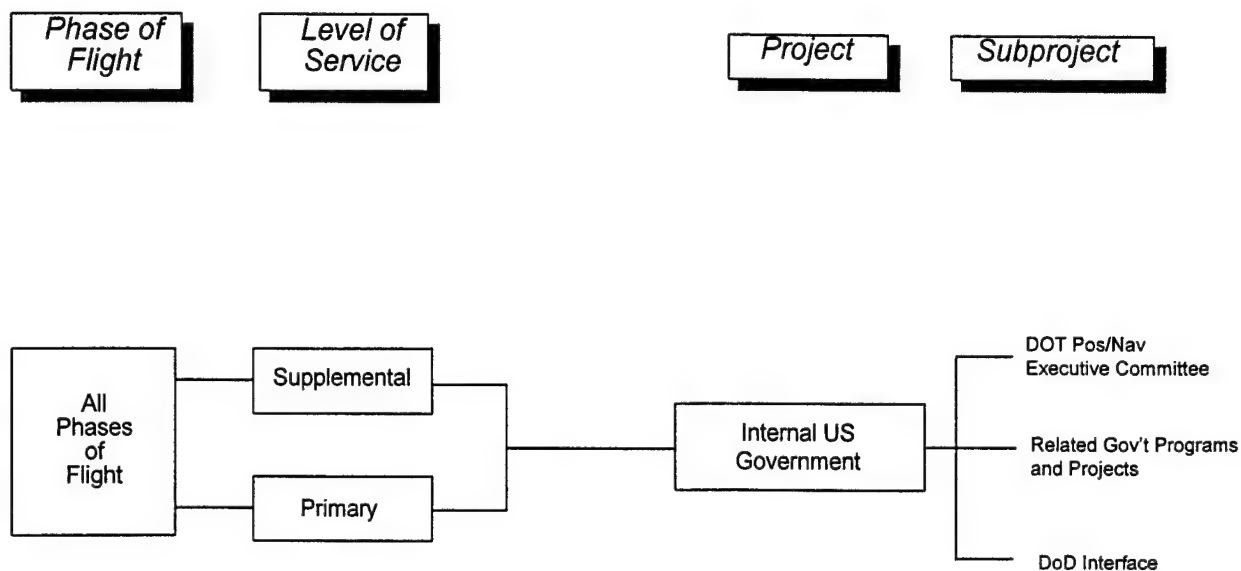 Phase of
Flight
Level of
Service
Project
Subproject
All
Phases
of
Flight
Supplemental
Primary
Internal US
Government
DOT Pos/Nav
Executive Committee
Related Gov't Programs
and Projects
DoD Interface